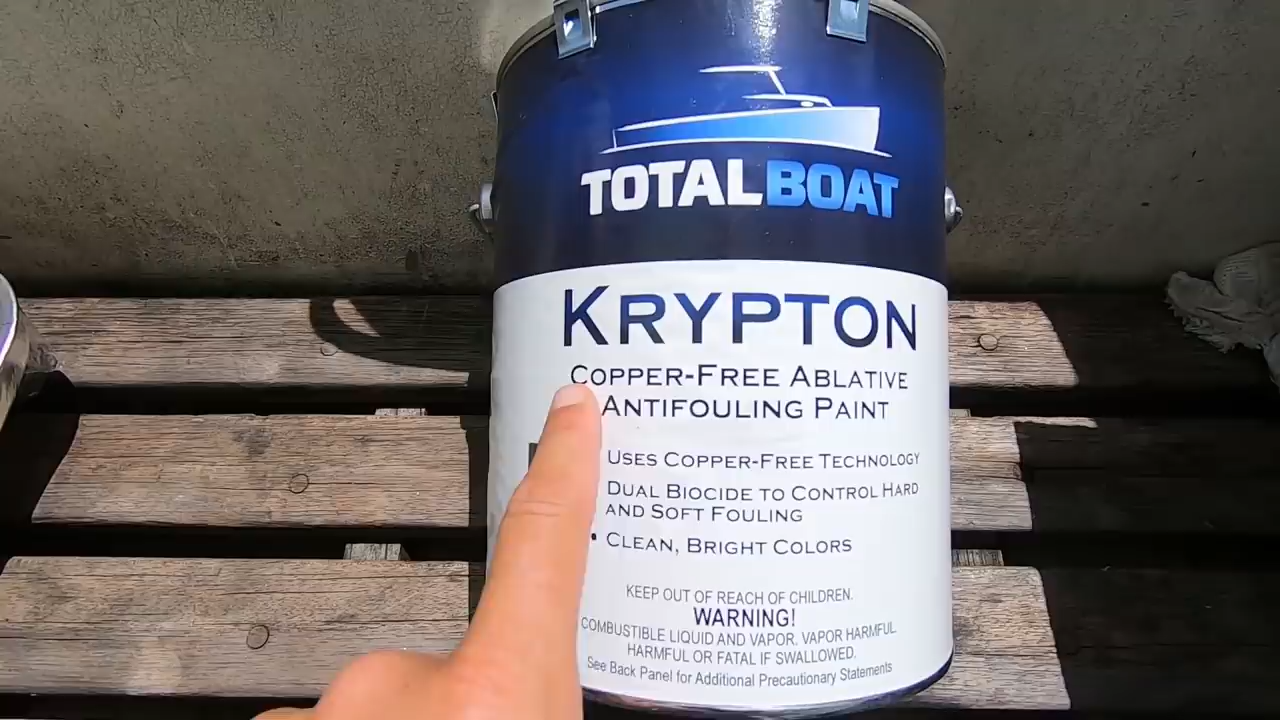 TOTALBOAT
KRYPTON
COPPER-FREE ABLATIVE
ANTIFOULING PAINT
USES COPPER-FREE TECHNOLOGY
DUAL BIOCIDE TO CONTROL HARD
AND SOFT FOULING
• CLEAN, BRIGHT COLORS
KEEP OUT OF REACH OF CHILDREN.
WARNING!
COMBUSTIBLE LIQUID AND VAPOR. VAPOR HARMFUL.
HARMFUL OR FATAL IF SWALLOWED.
See Back Panel for Additional Precautionary Statements